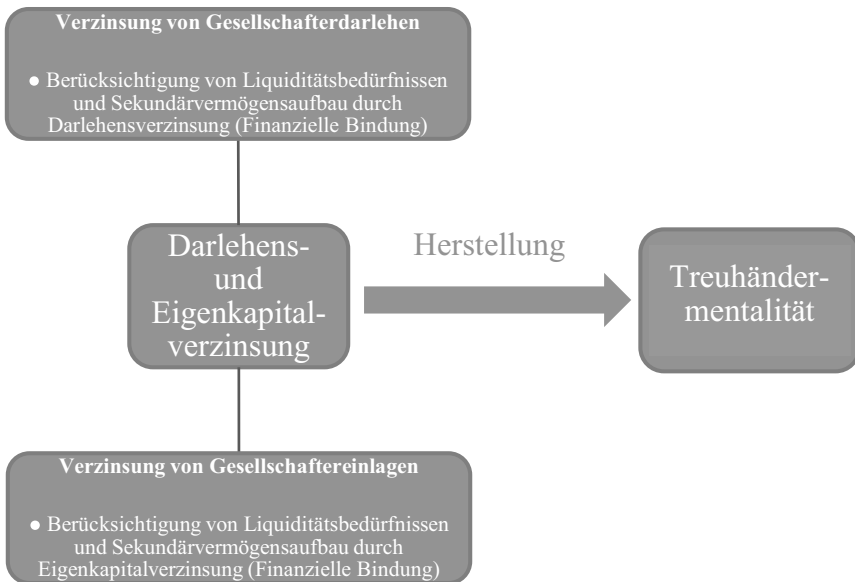 Verzinsung von Gesellschafterdarlehen
● Berücksichtigung von Liquiditätsbedürfnissen
und Sekundärvermögensaufbau durch
Darlehensverzinsung (Finanzielle Bindung)
Darlehens-
und
Eigenkapital-
verzinsung
Herstellung
Treuhänder-
mentalität
Verzinsung von Gesellschaftereinlagen
● Berücksichtigung von Liquiditätsbedürfnissen
und Sekundärvermögensaufbau durch
Eigenkapitalverzinsung (Finanzielle Bindung)